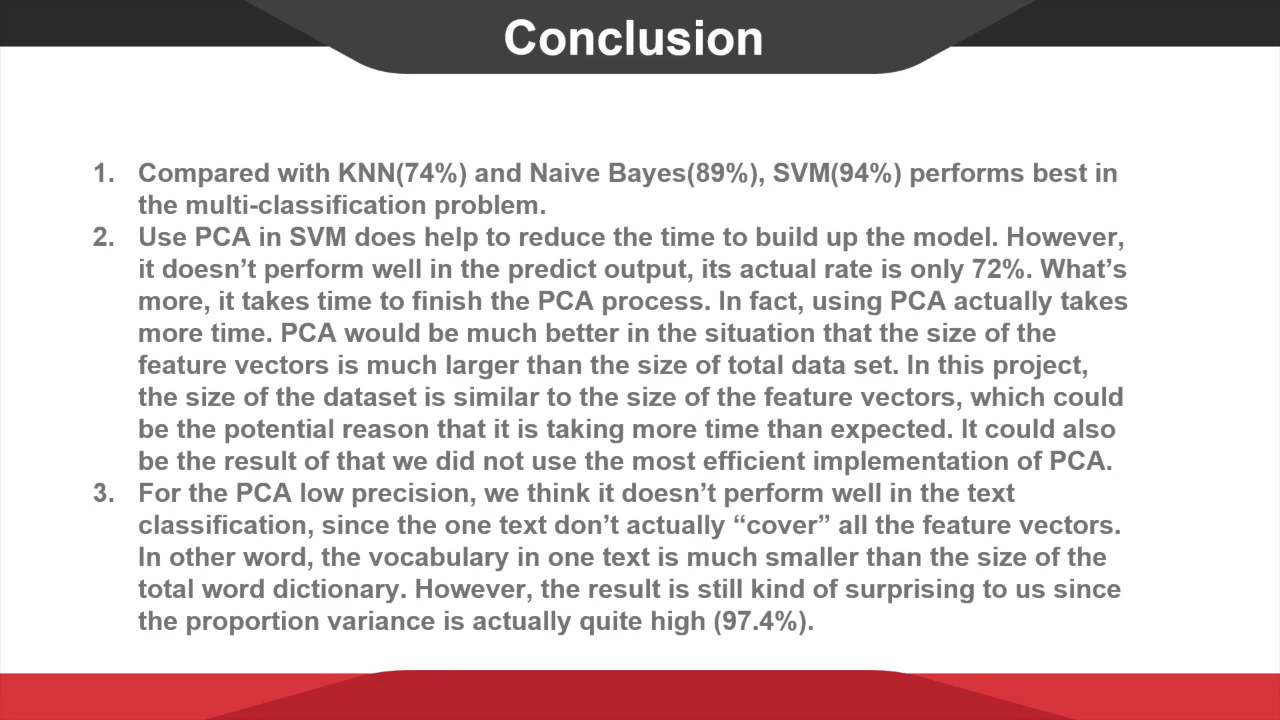 Conclusion
1. Compared with KNN(74%) and Naive Bayes(89%), SVM(94%) performs best in
the multi-classification problem.
2. Use PCA in SVM does help to reduce the time to build up the model. However,
it doesn’t perform well in the predict output, its actual rate is only 72%. What’s
more, it takes time to finish the PCA process. In fact, using PCA actually takes
more time. PCA would be much better in the situation that the size of the
feature vectors is much larger than the size of total data set. In this project,
the size of the dataset is similar to the size of the feature vectors, which could
be the potential reason that it is taking more time than expected. It could also
be the result of that we did not use the most efficient implementation of PCA.
3. For the PCA low precision, we think it doesn’t perform well in the text
classification, since the one text don’t actually “cover” all the feature vectors.
In other word, the vocabulary in one text is much smaller than the size of the
total word dictionary. However, the result is still kind of surprising to us since
the proportion variance is actually quite high (97.4%).